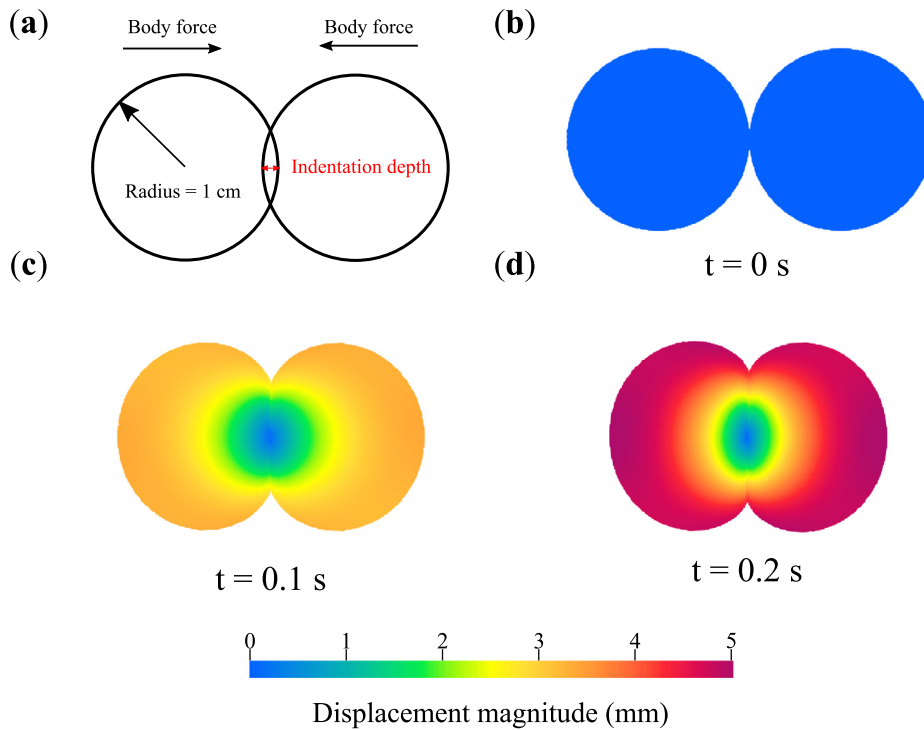 (a)
Body force
Body force
Radius = 1 cm
Indentation depth
(b)
t = 0 s
(c)
t = 0.1 s
(d)
t = 0.2 s
0 1 2 3 4 5
Displacement magnitude (mm)